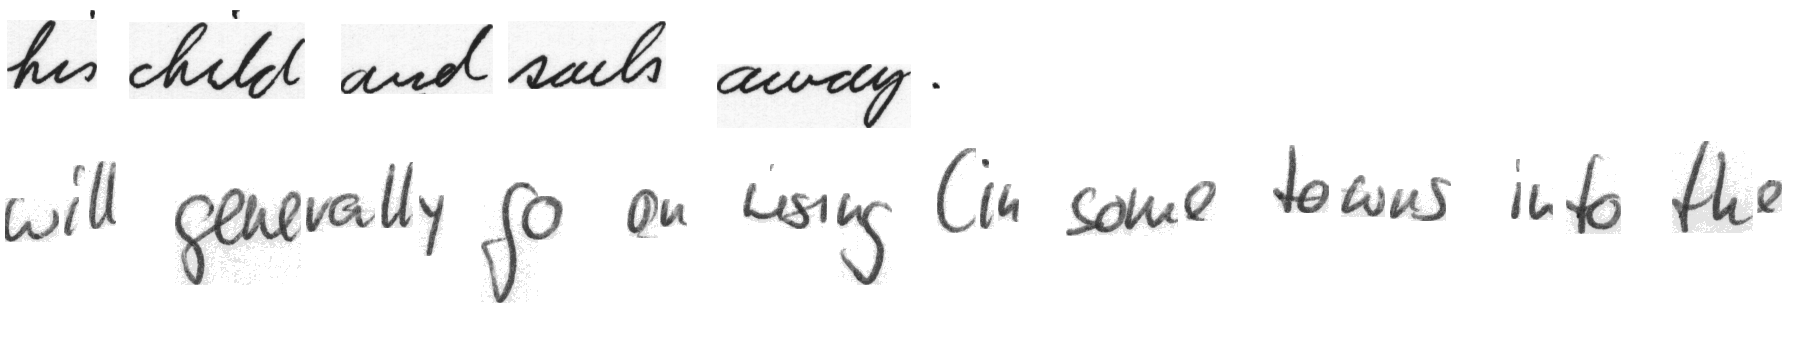 his child and sails away.
will generally go on rising (in some towns into the